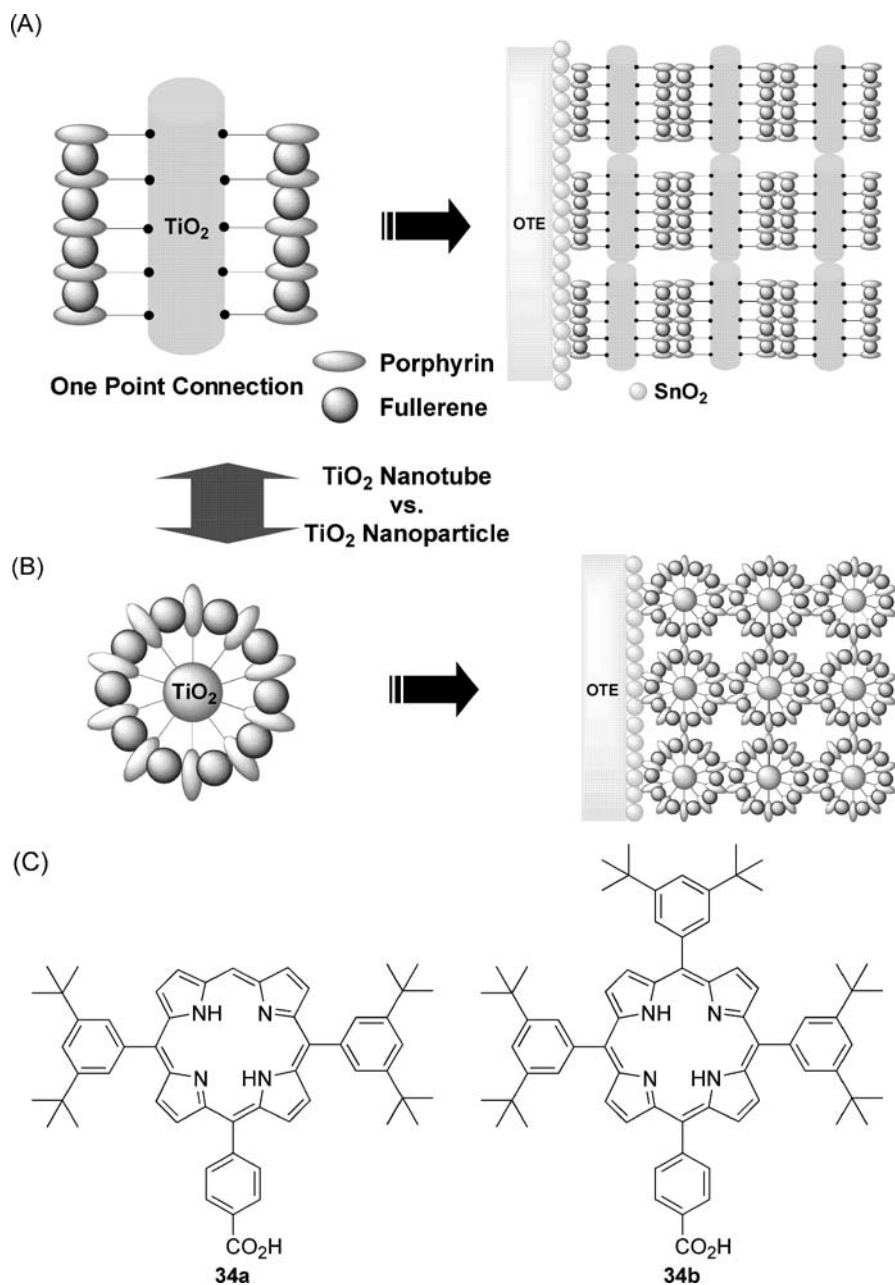 (A)
TiO2
OTE
One Point Connection
Porphyrin
Fullerene
SnO2
TiO2 Nanotube
vs.
TiO2 Nanoparticle
(B)
TiO2
OTE
(C)
NH
N
N
HN
CO2H
34a
NH
N
N
HN
CO2H
34b